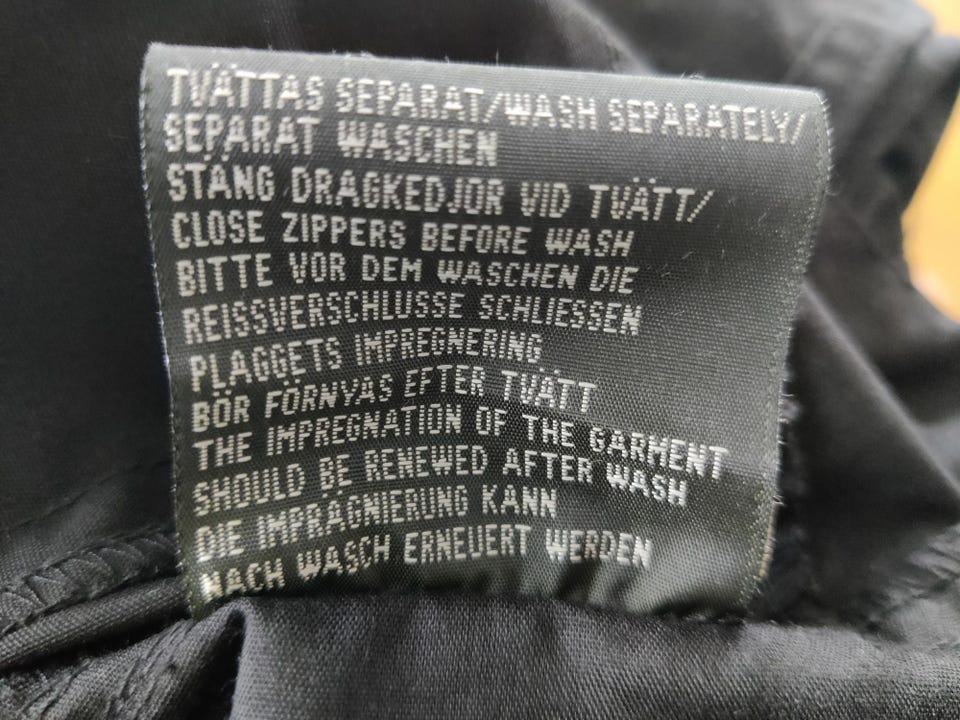 TVÄTTAS SEPARAT/WASH SEPARATELY/
SEPARAT WASCHEN
STÄNG DRAGKEDJOR VID TVÄTT/
CLOSE ZIPPERS BEFORE WASH
BITTE VOR DEM WASCHEN DIE
REISSVERSCHLUSSE SCHLIESSEN
PLAGGETS IMPREGNERING
BÖR FÖRNYAS EFTER TVÄTT
THE IMPREGNATION OF THE GARMENT
SHOULD BE RENEWED AFTER WASH
DIE IMPRÄGNIERUNG KANN
NACH WASCH ERNEUERT WERDEN